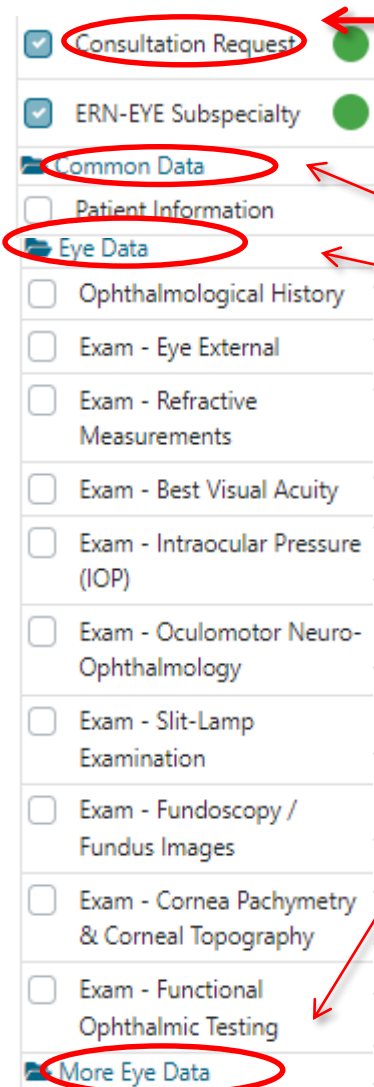 Consultation Request
ERN-EYE Subspecialty
Common Data
Patient Information
Eye Data
Ophthalmological History
Exam - Eye External
Exam - Refractive
Measurements
Exam - Best Visual Acuity
Exam - Intraocular Pressure
(IOP)
Exam - Oculomotor Neuro-
Ophthalmology
Exam - Slit-Lamp
Examination
Exam - Fundoscopy /
Fundus Images
Exam - Cornea Pachymetry
& Corneal Topography
Exam - Functional
Ophthalmic Testing
More Eye Data